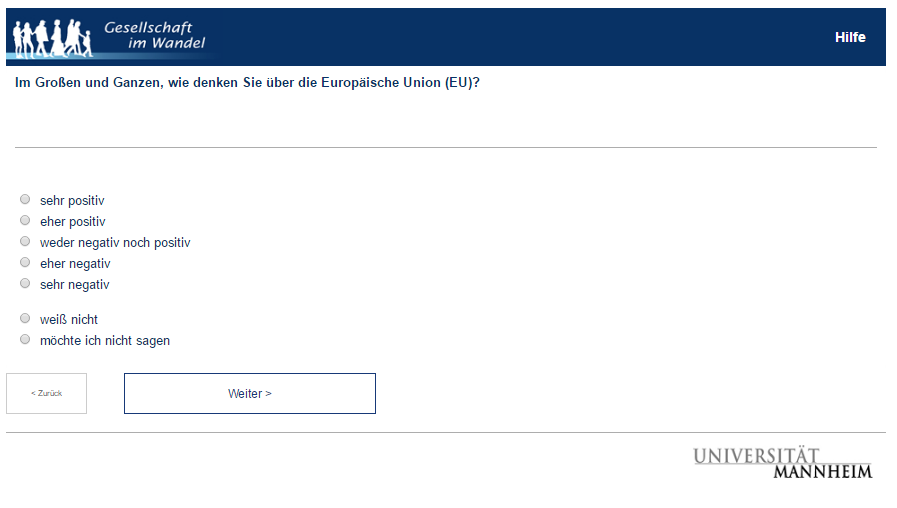 Gesellschaft
im Wandel
Hilfe
Im Großen und Ganzen, wie denken Sie über die Europäische Union (EU)?
sehr positiv
eher positiv
weder negativ noch positiv
eher negativ
sehr negativ
weiß nicht
möchte ich nicht sagen
< Zurück
Weiter >
UNIVERSITÄT
MANNHEIM